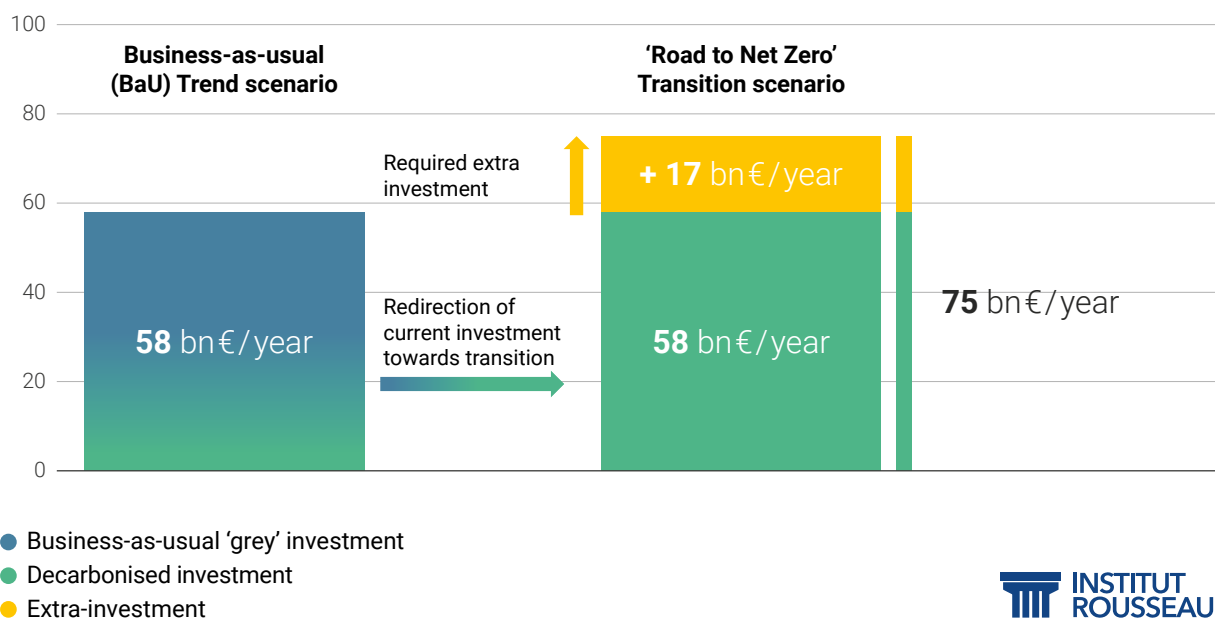 100
80
60
40
20
0
Business-as-usual
(BaU) Trend scenario
‘Road to Net Zero’
Transition scenario
Required extra
investment
+ 17 bn€/year
Redirection of
current investment
towards transition
58 bn€/year
58 bn€/year
75 bn€/year
Business-as-usual ‘grey’ investment
Decarbonised investment
Extra-investment
INSTITUT
ROUSSEAU